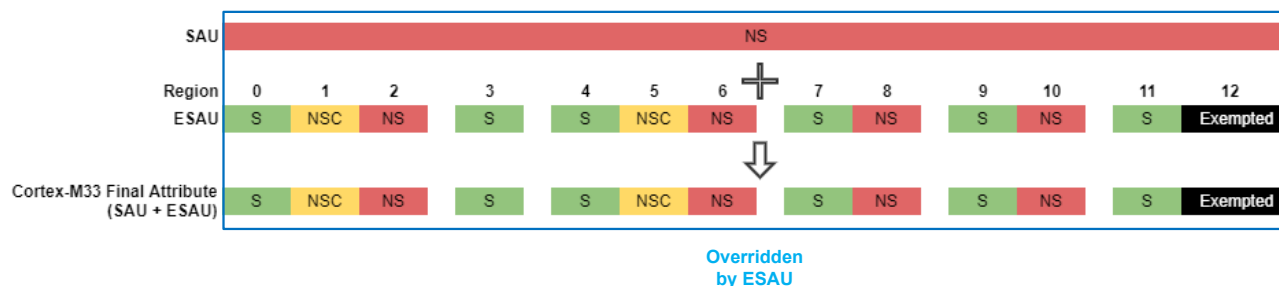 SAU NS
Region 0 1 2 3 4 5 6 7 8 9 10 11 12
ESAU S NSC NS S S NSC NS S NS S NS S Exempted
Cortex-M33 Final Attribute
(SAU + ESAU) S NSC NS S S NSC NS S NS S NS S Exempted
Overridden
by ESAU